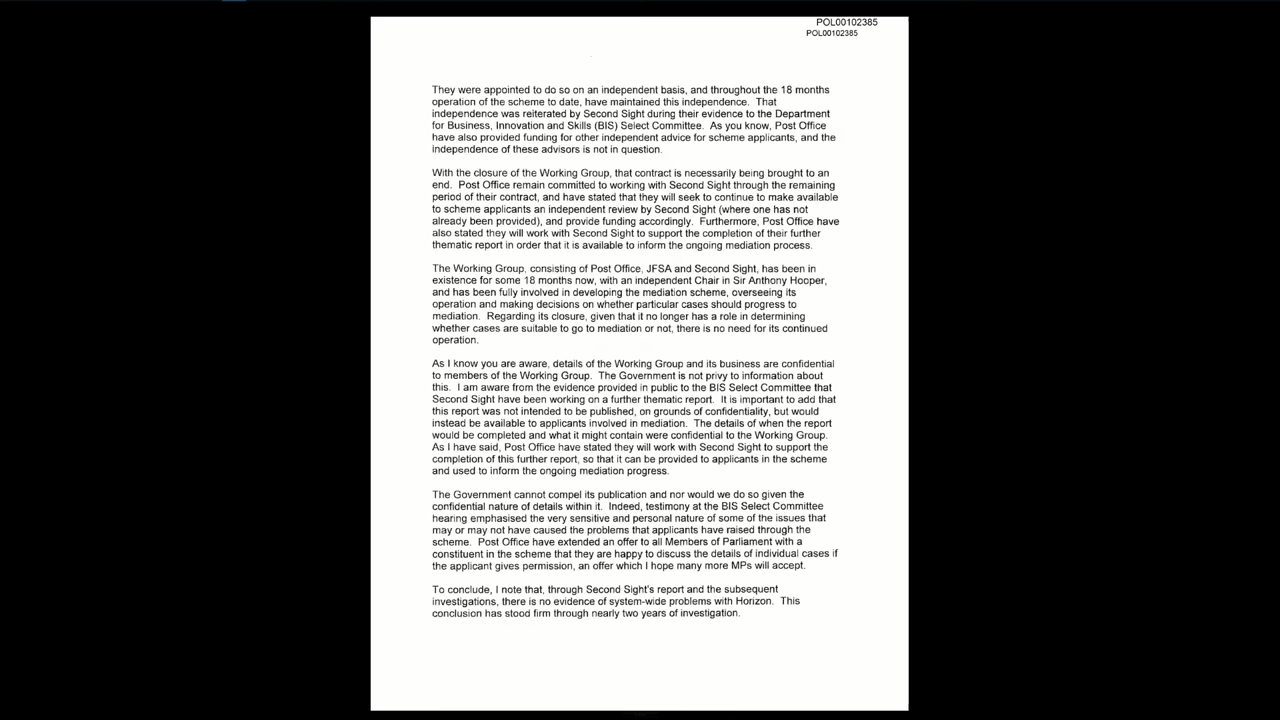 POL00102385
POL00102385
They were appointed to do so on an independent basis, and throughout the 18 months
operation of the scheme to date, have maintained this independence. That
independence was reiterated by Second Sight during their evidence to the Department
for Business, Innovation and Skills (BIS) Select Committee. As you know, Post Office
have also provided funding for other independent advice for scheme applicants, and the
independence of these advisors is not in question.
With the closure of the Working Group, that contract is necessarily being brought to an
end. Post Office remain committed to working with Second Sight through the remaining
period of their contract, and have stated that they will seek to continue to make available
to scheme applicants an independent review by Second Sight (where one has not
already been provided), and provide funding accordingly. Furthermore, Post Office have
also stated they will work with Second Sight to support the completion of their further
thematic report in order that it is available to inform the ongoing mediation process.
The Working Group, consisting of Post Office, JFSA and Second Sight, has been in
existence for some 18 months now, with an independent Chair in Sir Anthony Hooper,
and has been fully involved in developing the mediation scheme, overseeing its
operation and making decisions on whether particular cases should progress to
mediation. Regarding its closure, given that it no longer has a role in determining
whether cases are suitable to go to mediation or not, there is no need for its continued
operation.
As I know you are aware, details of the Working Group and its business are confidential
to members of the Working Group. The Government is not privy to information about
this. I am aware from the evidence provided in public to the BIS Select Committee that
Second Sight have been working on a further thematic report. It is important to add that
this report was not intended to be published, on grounds of confidentiality, but would
instead be available to applicants involved in mediation. The details of when the report
would be completed and what it might contain were confidential to the Working Group.
As I have said, Post Office have stated they will work with Second Sight to support the
completion of this further report, so that it can be provided to applicants in the scheme
and used to inform the ongoing mediation progress.
The Government cannot compel its publication and nor would we do so given the
confidential nature of details within it. Indeed, testimony at the BIS Select Committee
hearing emphasised the very sensitive and personal nature of some of the issues that
may or may not have caused the problems that applicants have raised through the
scheme. Post Office have extended an offer to all Members of Parliament with a
constituent in the scheme that they are happy to discuss the details of individual cases if
the applicant gives permission, an offer which I hope many more MPs will accept.
To conclude, I note that, through Second Sight's report and the subsequent
investigations, there is no evidence of system-wide problems with Horizon. This
conclusion has stood firm through nearly two years of investigation.